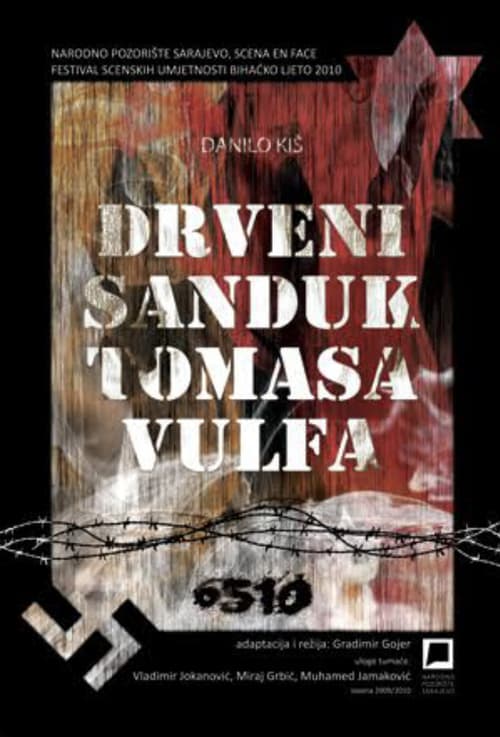 NARODNO POZORIŠTE SARAJEVO, SCENA EN FACE
FESTIVAL SCENSKIH UMJETNOSTI BIHAĆKO LJETO 2010
DANILO KIŠ
DRVENI
SANDUK
TOMASA
VULFA
6510
adaptacija i režija: Gradimir Gojer
uloge tumače:
Vladimir Jokanović, Miraj Grbić, Muhamed Jamaković
sezona 2009/2010
NARODNO
POZORIŠTE
SARAJEVO